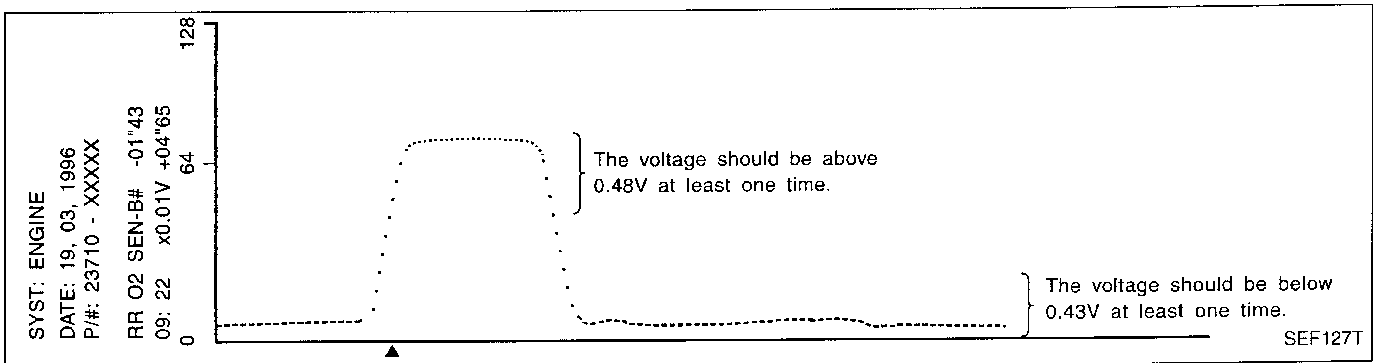 SYST: ENGINE
DATE: 19, 03, 1996
P/#: 23710 - XXXXX
RR O2 SEN-B# -01"43
09: 22 x0.01V +04"65
128
64
0
The voltage should be above
0.48V at least one time.
The voltage should be below
0.43V at least one time.
SEF127T